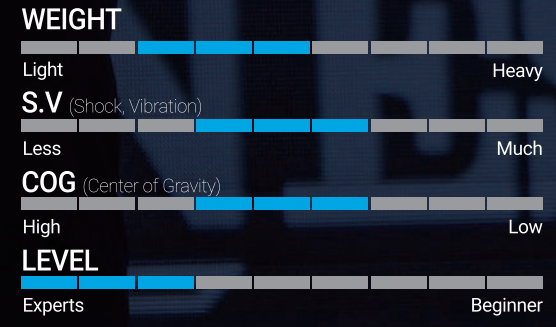 WEIGHT
Light Heavy
S.V (Shock, Vibration)
Less Much
COG (Center of Gravity)
High Low
LEVEL
Experts Beginner